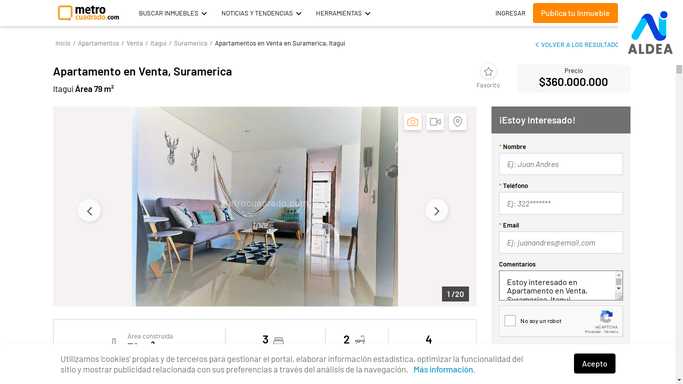 metro
cuadrado.com
BUSCAR INMUEBLES
NOTICIAS Y TENDENCIAS
HERRAMIENTAS
INGRESAR
Publica tu Inmueble
ALDEA
Inicio / Apartamentos / Venta / Itagui / Suramerica / Apartamentos en Venta en Suramerica, Itagui
< VOLVER A LOS RESULTADO
Apartamento en Venta, Suramerica
Itagui Área 79 m²
Favorito
Precio
$360.000.000
1 / 20
¡Estoy Interesado!
* Nombre
Ej: Juan Andres
* Teléfono
Ej: 322*******
* Email
Ej: juanandres@email.com
Comentarios
Estoy interesado en
Apartamento en Venta,
Suramerica, Itagui
No soy un robot
reCAPTCHA
Privacidad - Términos
Área construida
3
2
4
Utilizamos 'cookies' propias y de terceros para gestionar el portal, elaborar información estadística, optimizar la funcionalidad del
sitio y mostrar publicidad relacionada con sus preferencias a través del análisis de la navegación. Más información.
Acepto